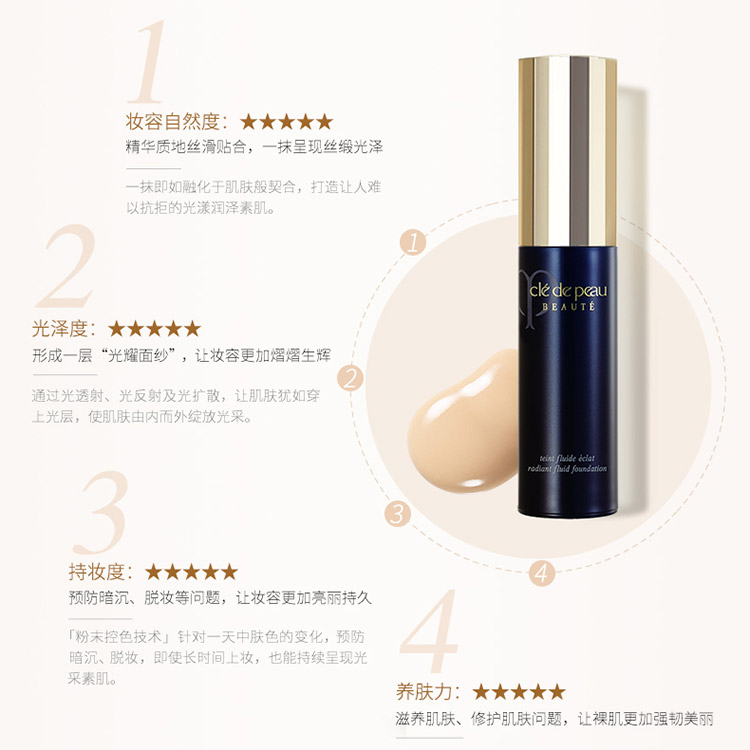 1
妆容自然度：★★★★★
精华质地丝滑贴合，一抹呈现丝缎光泽
一抹即如融化于肌肤般契合，打造让人难
以抗拒的光漾润泽素肌。
2
光泽度：★★★★★
形成一层“光耀面纱”，让妆容更加熠熠生辉
通过光透射、光反射及光扩散，让肌肤犹如穿
上光层，使肌肤由内而外绽放光采。
3
持妆度：★★★★★
预防暗沉、脱妆等问题，让妆容更加亮丽持久
「粉末控色技术」针对一天中肤色的变化，预防
暗沉、脱妆，即使长时间上妆，也能持续呈现光
采素肌。
4
养肤力：★★★★★
滋养肌肤、修护肌肤问题，让裸肌更加强韧美丽
1
2
3
4
clé de peau
BEAUTÉ
teint fluide éclat
radiant fluid foundation